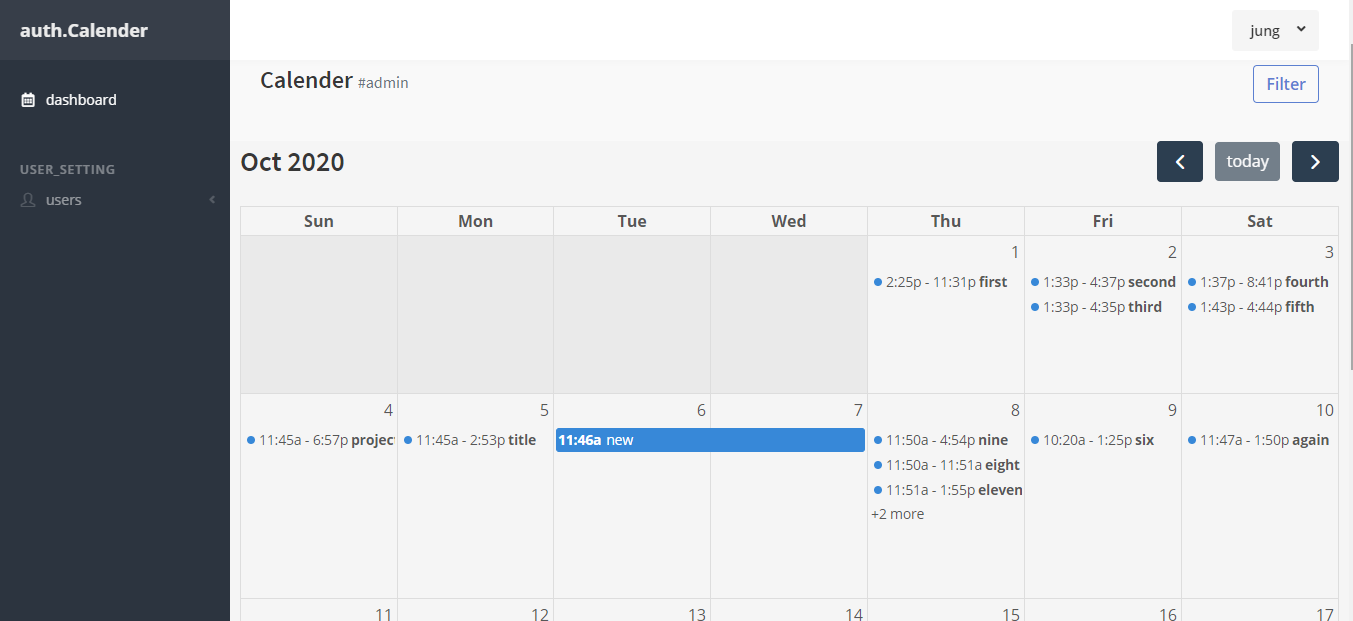 auth.Calender
jung
dashboard
USER_SETTING
users
Calender #admin
Filter
Oct 2020
today
Sun Mon Tue Wed Thu Fri Sat
1 2 3
2:25p - 11:31p first
1:33p - 4:37p second
1:33p - 4:35p third
1:37p - 8:41p fourth
1:43p - 4:44p fifth
4 5 6 7 8 9 10
11:45a - 6:57p projec
11:45a - 2:53p title
11:46a new
11:50a - 4:54p nine
11:50a - 11:51a eight
11:51a - 1:55p eleven
+2 more
10:20a - 1:25p six
11:47a - 1:50p again
11 12 13 14 15 16 17